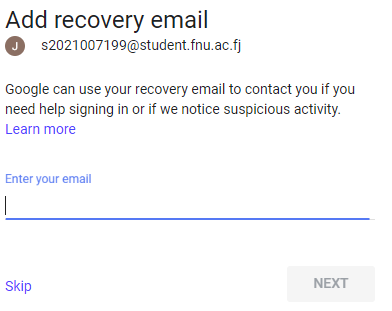 Add recovery email
J s2021007199@student.fnu.ac.fj
Google can use your recovery email to contact you if you
need help signing in or if we notice suspicious activity.
Learn more
Enter your email
Skip NEXT